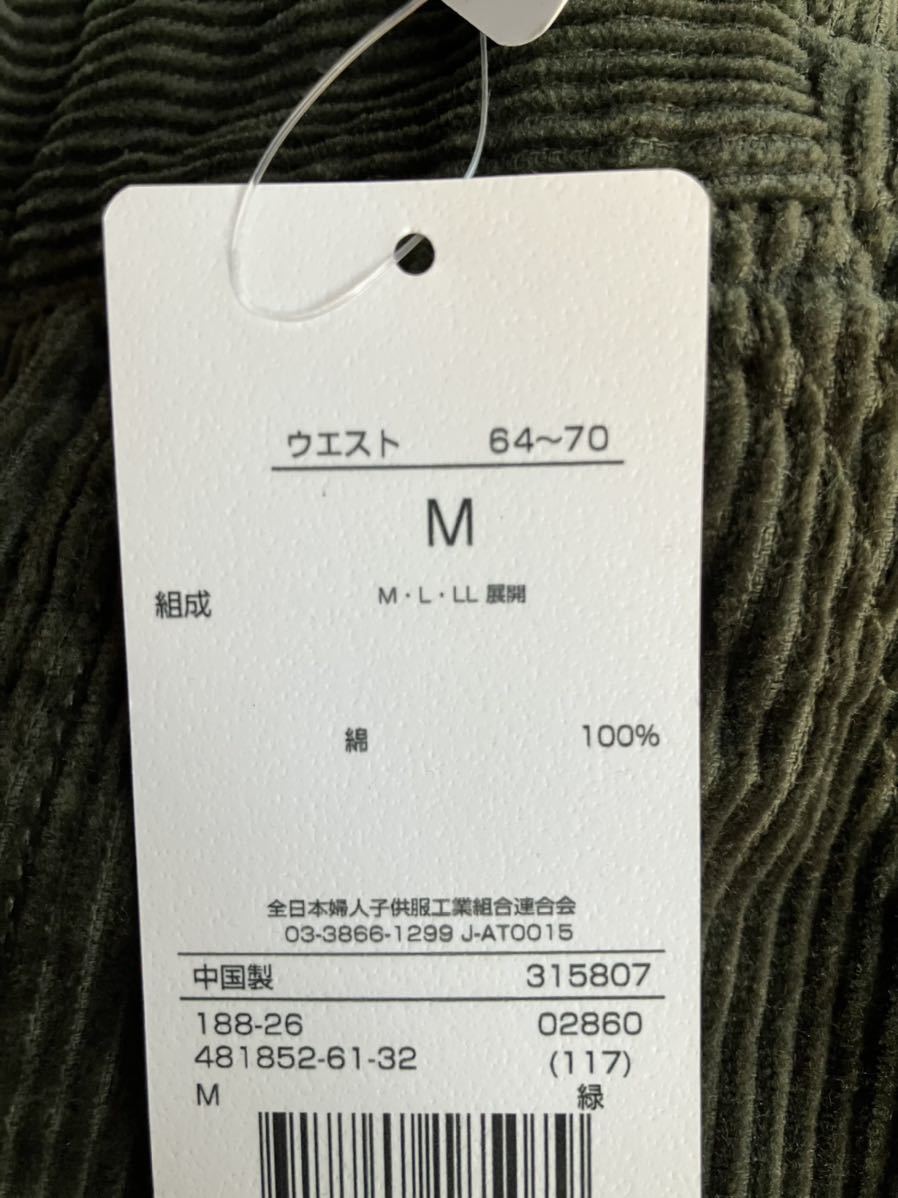 ウエスト 64～70
M
M・L・LL 展開
組成
綿 100%
全日本婦人子供服工業組合連合会
03-3866-1299 J-AT0015
中国製 315807
188-26 02860
481852-61-32 (117)
M 緑